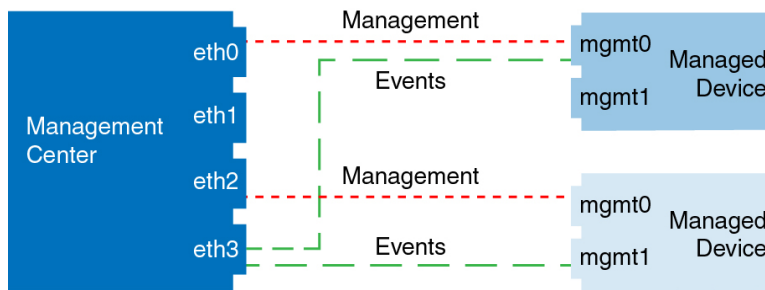 Management
eth0
mgmt0
Managed
Device
Events
mgmt1
eth1
Management
Center
eth2
Management
mgmt0
Managed
Device
eth3
Events
mgmt1